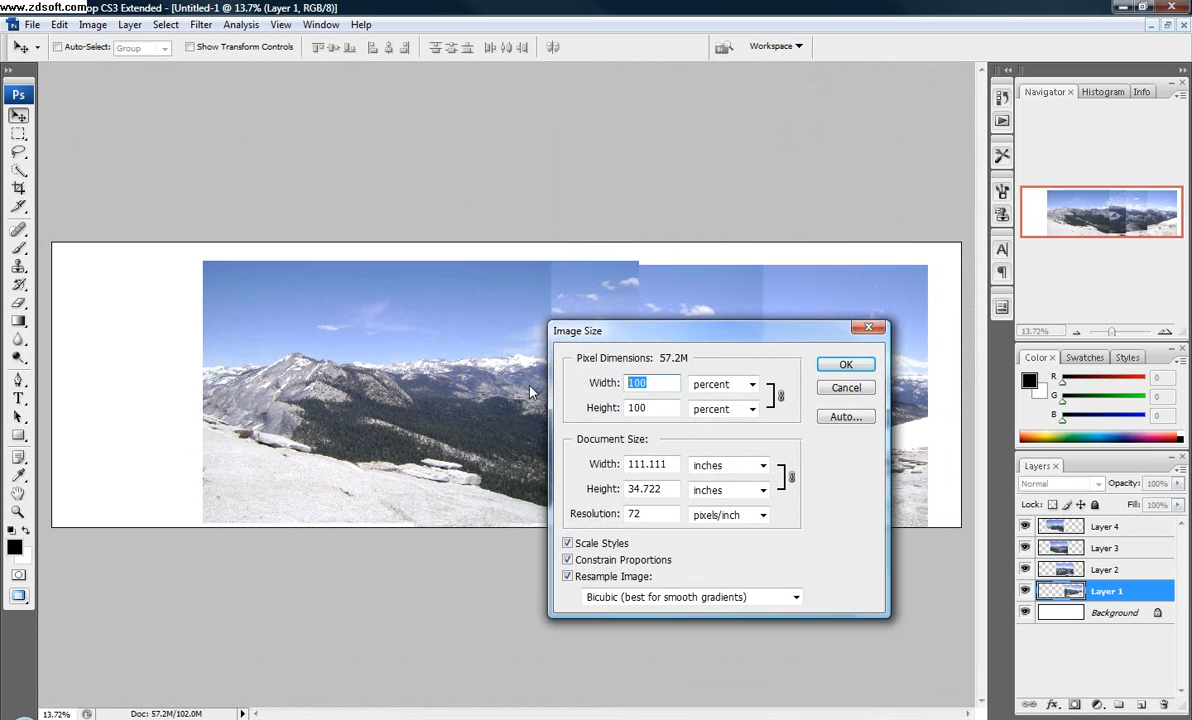 www.zdsoft.com op CS3 Extended - [Untitled-1 @ 13.7% (Layer 1, RGB/8)]
Ps File Edit Image Layer Select Filter Analysis View Window Help
Auto-Select: Group Show Transform Controls Workspace
Ps
T
Navigator Histogram Info
13.72%
Color Swatches Styles
R 0
G 0
B 0
Layers
Normal Opacity: 100%
Lock: Fill: 100%
Layer 4
Layer 3
Layer 2
Layer 1
Background
fx.
A
Image Size
Pixel Dimensions: 57.2M
Width: 100 percent
Height: 100 percent
OK
Cancel
Auto...
Document Size:
Width: 111.111 inches
Height: 34.722 inches
Resolution: 72 pixels/inch
Scale Styles
Constrain Proportions
Resample Image:
Bicubic (best for smooth gradients)
13.72% Doc: 57.2M/102.0M